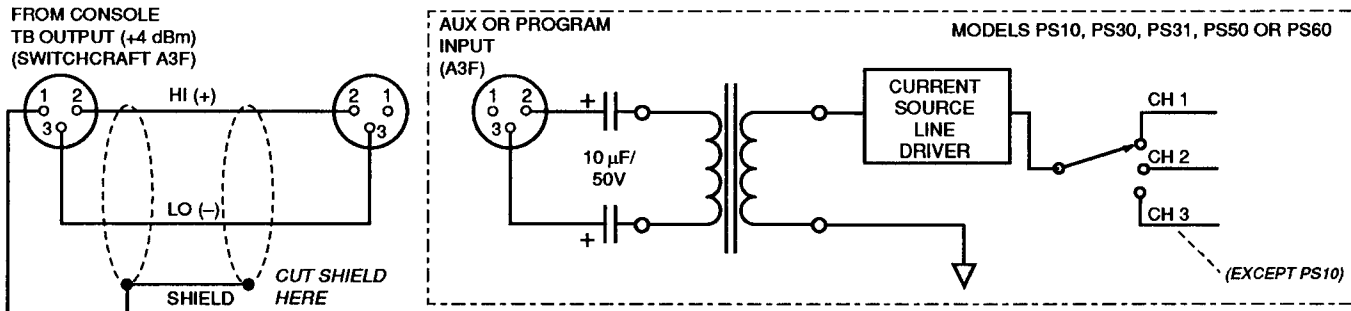 FROM CONSOLE
TB OUTPUT (+4 dBm)
(SWITCHCRAFT A3F)
1 2
3
HI (+)
LO (–)
2 1
3
SHIELD
CUT SHIELD
HERE
AUX OR PROGRAM
INPUT
(A3F)
1 2
3
+
10 µF/
50V
+
MODELS PS10, PS30, PS31, PS50 OR PS60
CURRENT
SOURCE
LINE
DRIVER
CH 1
CH 2
CH 3
(EXCEPT PS10)